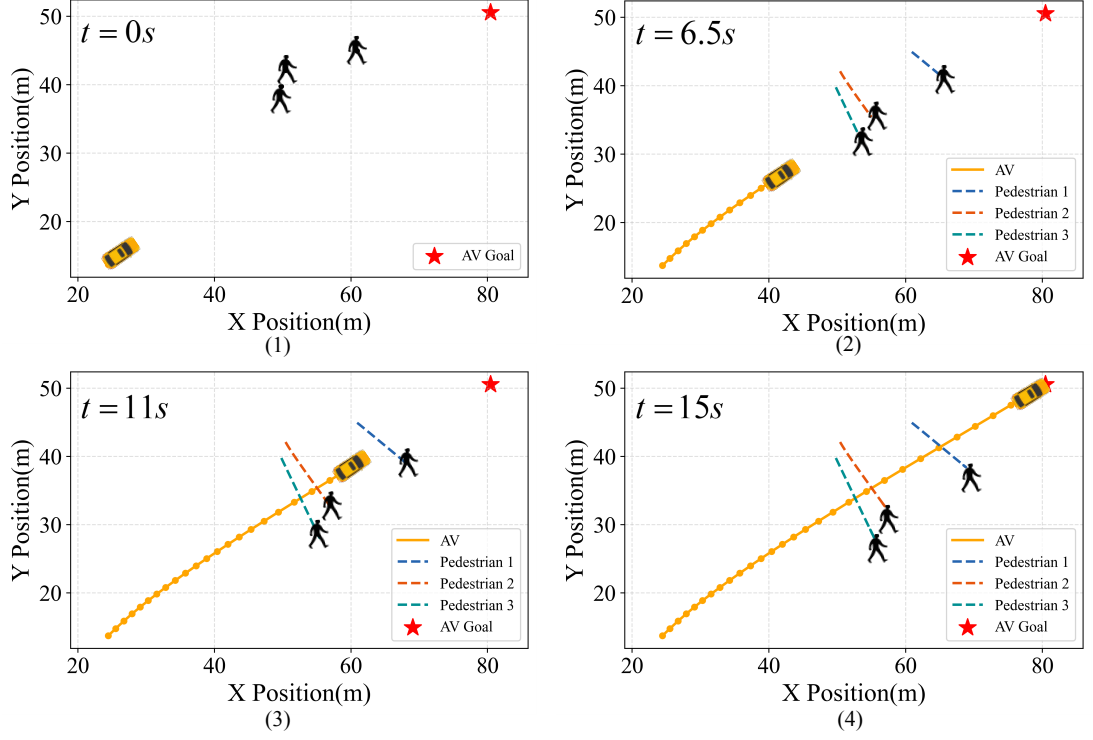 t = 0s
50
40
30
20
Y Position(m)
AV Goal
20 40 60 80
X Position(m)
(1)
t = 6.5s
50
40
30
20
Y Position(m)
AV
Pedestrian 1
Pedestrian 2
Pedestrian 3
AV Goal
20 40 60 80
X Position(m)
(2)
t = 11s
50
40
30
20
Y Position(m)
AV
Pedestrian 1
Pedestrian 2
Pedestrian 3
AV Goal
20 40 60 80
X Position(m)
(3)
t = 15s
50
40
30
20
Y Position(m)
AV
Pedestrian 1
Pedestrian 2
Pedestrian 3
AV Goal
20 40 60 80
X Position(m)
(4)